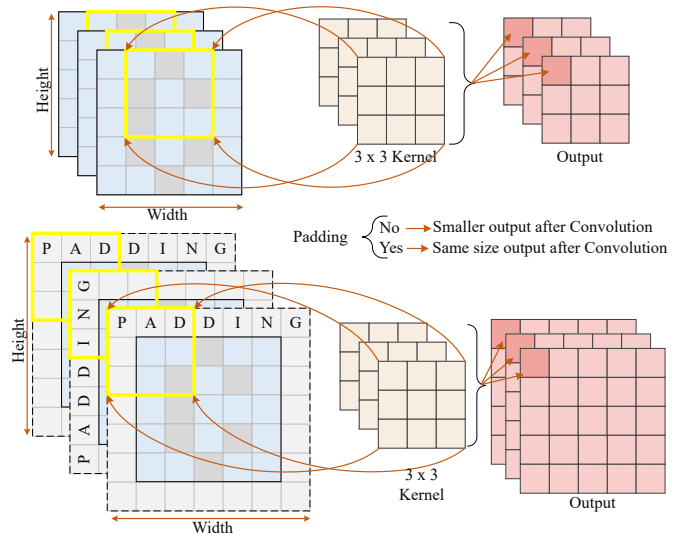 Height
3 x 3 Kernel
Output
Width
Padding
No
Smaller output after Convolution
Yes
Same size output after Convolution
P A D D I N G
Height
P A D D I N G
P A D D I N G
3 x 3
Kernel
Output
Width